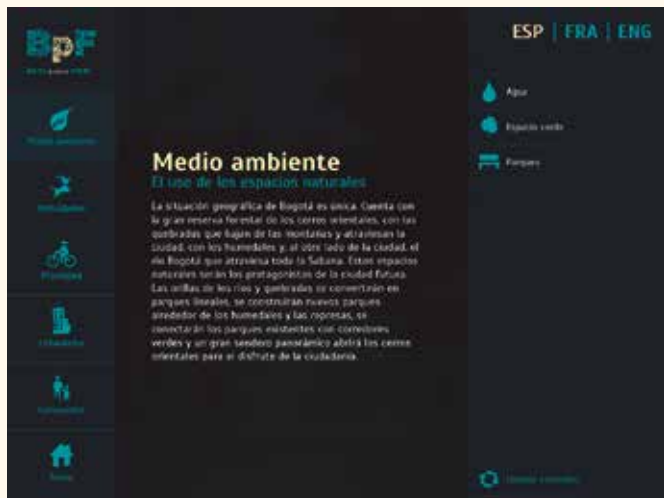 ESP | FRA | ENG
BpF
Medio ambiente
Agua
Espacio verde
Parques
Medio ambiente
El uso de los espacios naturales
La situación geográfica de Bogotá es única. Cuenta con
la gran reserva forestal de los cerros orientales, con las
quebradas que bajan de las montañas y atraviesan la
ciudad, con los humedales y, al otro lado de la ciudad, el
río Bogotá que atraviesa toda la Sabana. Estos espacios
naturales serán los protagonistas de la ciudad futura.
Las orillas de los ríos y quebradas se convertirán en
parques lineales, se construirán nuevos parques
alrededor de los humedales y las represas, se
conectarán los parques existentes con corredores
verdes y un gran sendero panorámico abrirá los cerros
orientales para el disfrute de la ciudadanía.